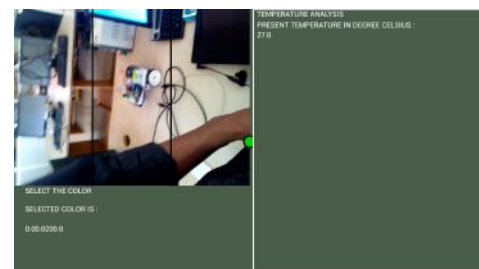 TEMPERATURE ANALYSIS
PRESENT TEMPERATURE IN DEGREE CELSIUS :
27.0
SELECT THE COLOR
SELECTED COLOR IS :
0.00.0200.0